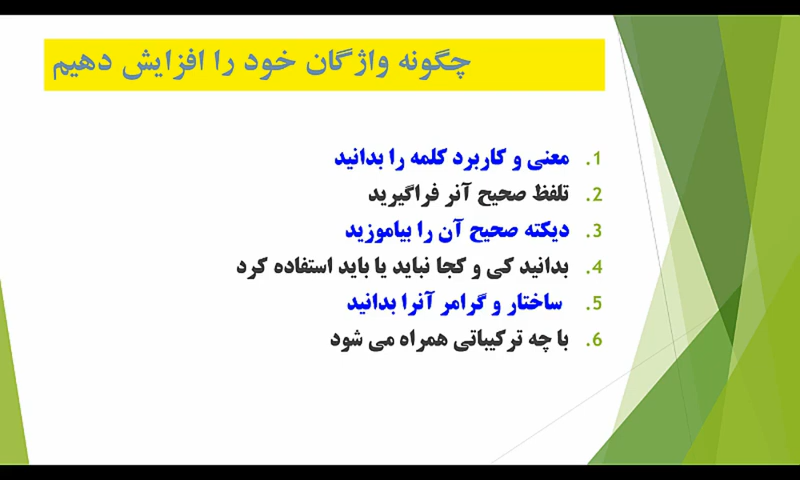 چگونه واژگان خود را افزایش دهیم
1. معنی و کاربرد کلمه را بدانید
2. تلفظ صحیح آنر فراگیرید
3. دیکته صحیح آن را بیاموزید
4. بدانید کی و کجا نباید یا باید استفاده کرد
5. ساختار و گرامر آنرا بدانید
6. با چه ترکیباتی همراه می شود